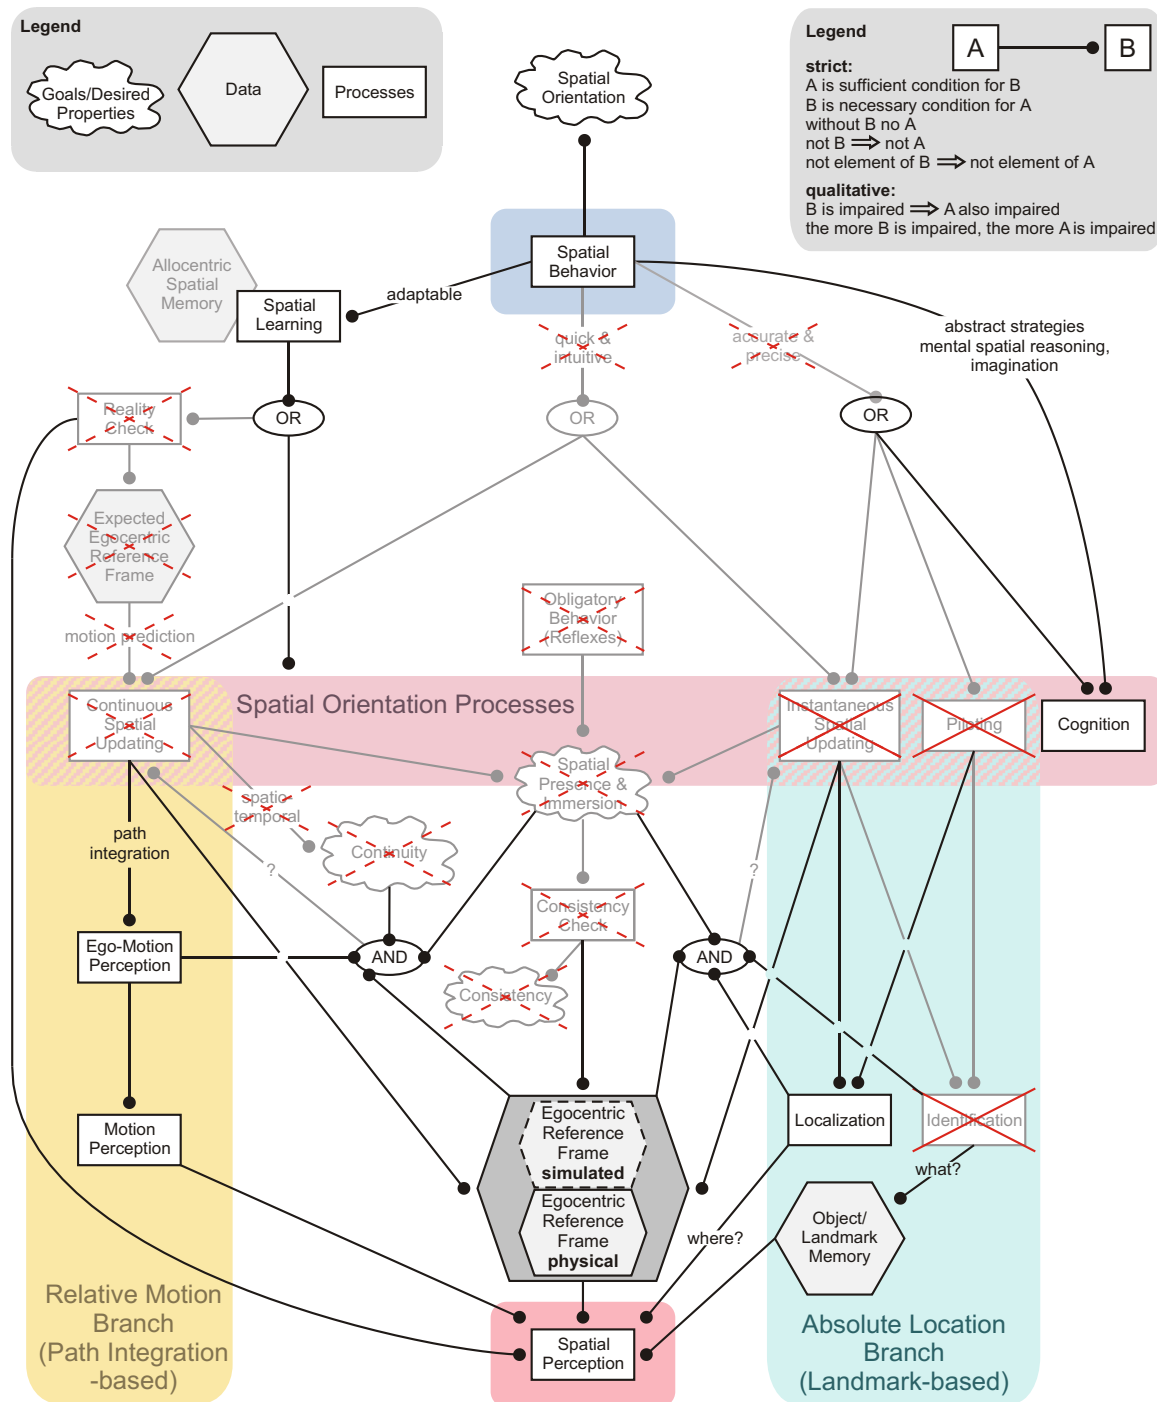 Legend
Goals/Desired
Properties
Data
Processes
Spatial
Orientation
Legend
A
B
strict:
A is sufficient condition for B
B is necessary condition for A
without B no A
not B ⟹ not A
not element of B ⟹ not element of A
qualitative:
B is impaired ⟹ A also impaired
the more B is impaired, the more A is impaired
Spatial
Behavior
Allocentric
Spatial
Memory
Spatial
Learning
adaptable
quick &
intuitive
accurate &
precise
abstract strategies
mental spatial reasoning,
imagination
Reality
Check
OR
OR
OR
Expected
Egocentric
Reference
Frame
motion prediction
Obligatory
Behavior
(Reflexes)
Spatial Orientation Processes
Continuous
Spatial
Updating
Spatial
Presence &
Immersion
Instantaneous
Spatial
Updating
Piloting
Cognition
spatio-
temporal
path
integration
?
Continuity
?
Consistency
Check
Ego-Motion
Perception
AND
AND
Consistency
Motion
Perception
Egocentric
Reference
Frame
simulated
Egocentric
Reference
Frame
physical
Localization
Identification
what?
where?
Object/
Landmark
Memory
Relative Motion
Branch
(Path Integration
-based)
Spatial
Perception
Absolute Location
Branch
(Landmark-based)